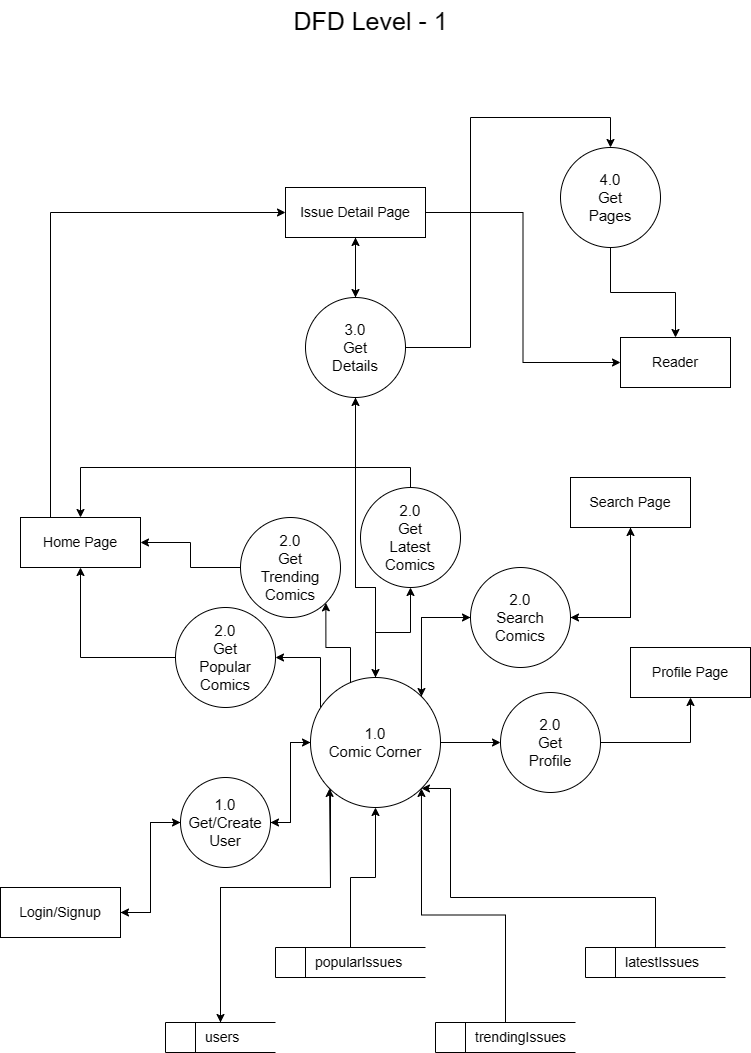 DFD Level - 1
4.0
Get
Pages
Issue Detail Page
3.0
Get
Details
Reader
Search Page
2.0
Get
Latest
Comics
Home Page
2.0
Get
Trending
Comics
2.0
Search
Comics
2.0
Get
Popular
Comics
Profile Page
1.0
Comic Corner
2.0
Get
Profile
1.0
Get/Create
User
Login/Signup
popularIssues
latestIssues
users
trendingIssues